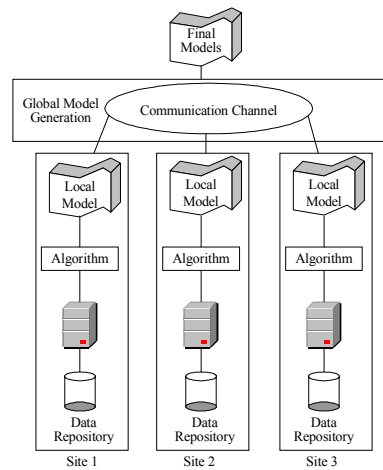 Final
Models
Global Model
Generation
Communication Channel
Local
Model
Local
Model
Local
Model
Algorithm
Algorithm
Algorithm
Data
Repository
Data
Repository
Data
Repository
Site 1
Site 2
Site 3